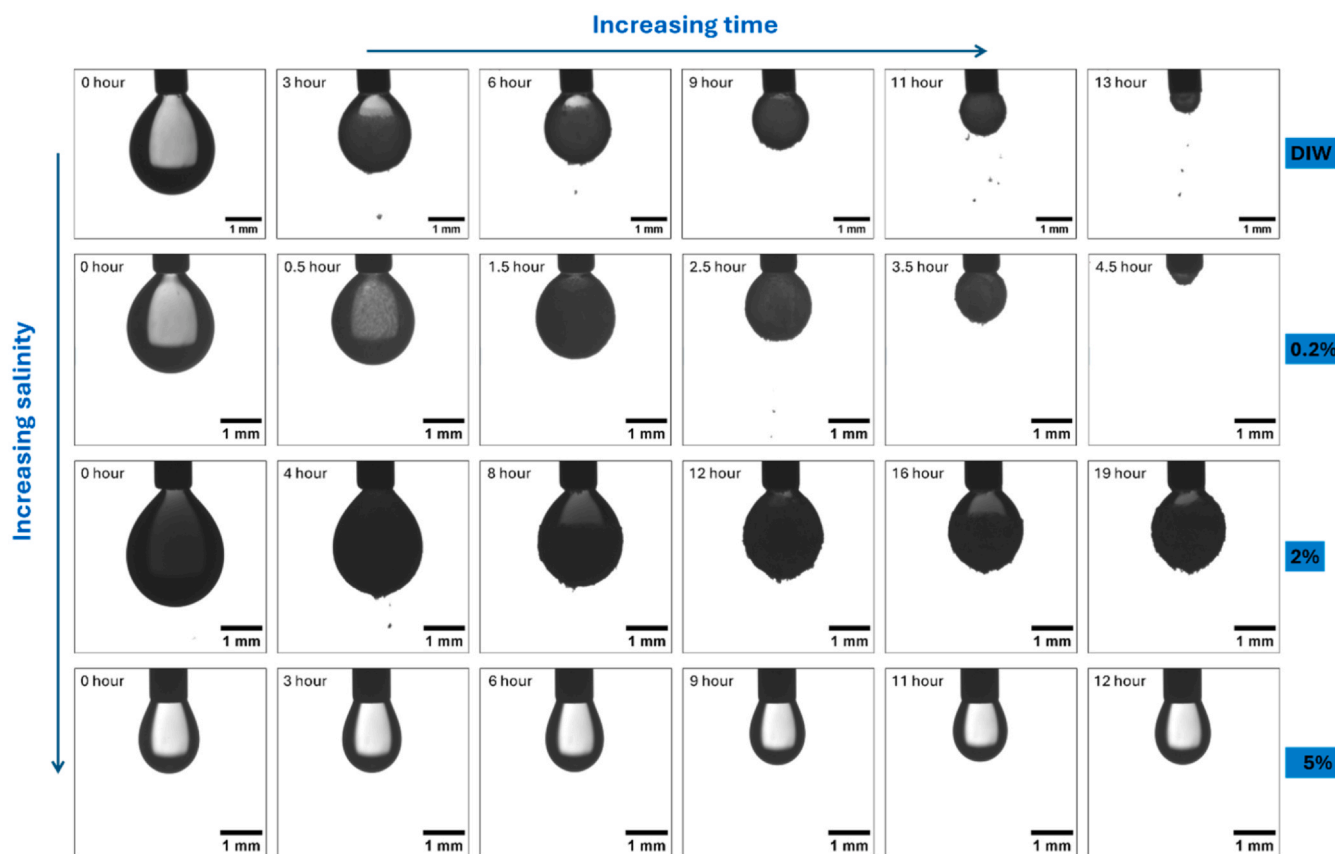 Increasing time
Increasing salinity
0 hour
3 hour
6 hour
9 hour
11 hour
13 hour
1 mm
1 mm
1 mm
1 mm
1 mm
1 mm
DIW
0 hour
0.5 hour
1.5 hour
2.5 hour
3.5 hour
4.5 hour
1 mm
1 mm
1 mm
1 mm
1 mm
1 mm
0.2%
0 hour
4 hour
8 hour
12 hour
16 hour
19 hour
1 mm
1 mm
1 mm
1 mm
1 mm
1 mm
2%
0 hour
3 hour
6 hour
9 hour
11 hour
12 hour
1 mm
1 mm
1 mm
1 mm
1 mm
1 mm
5%